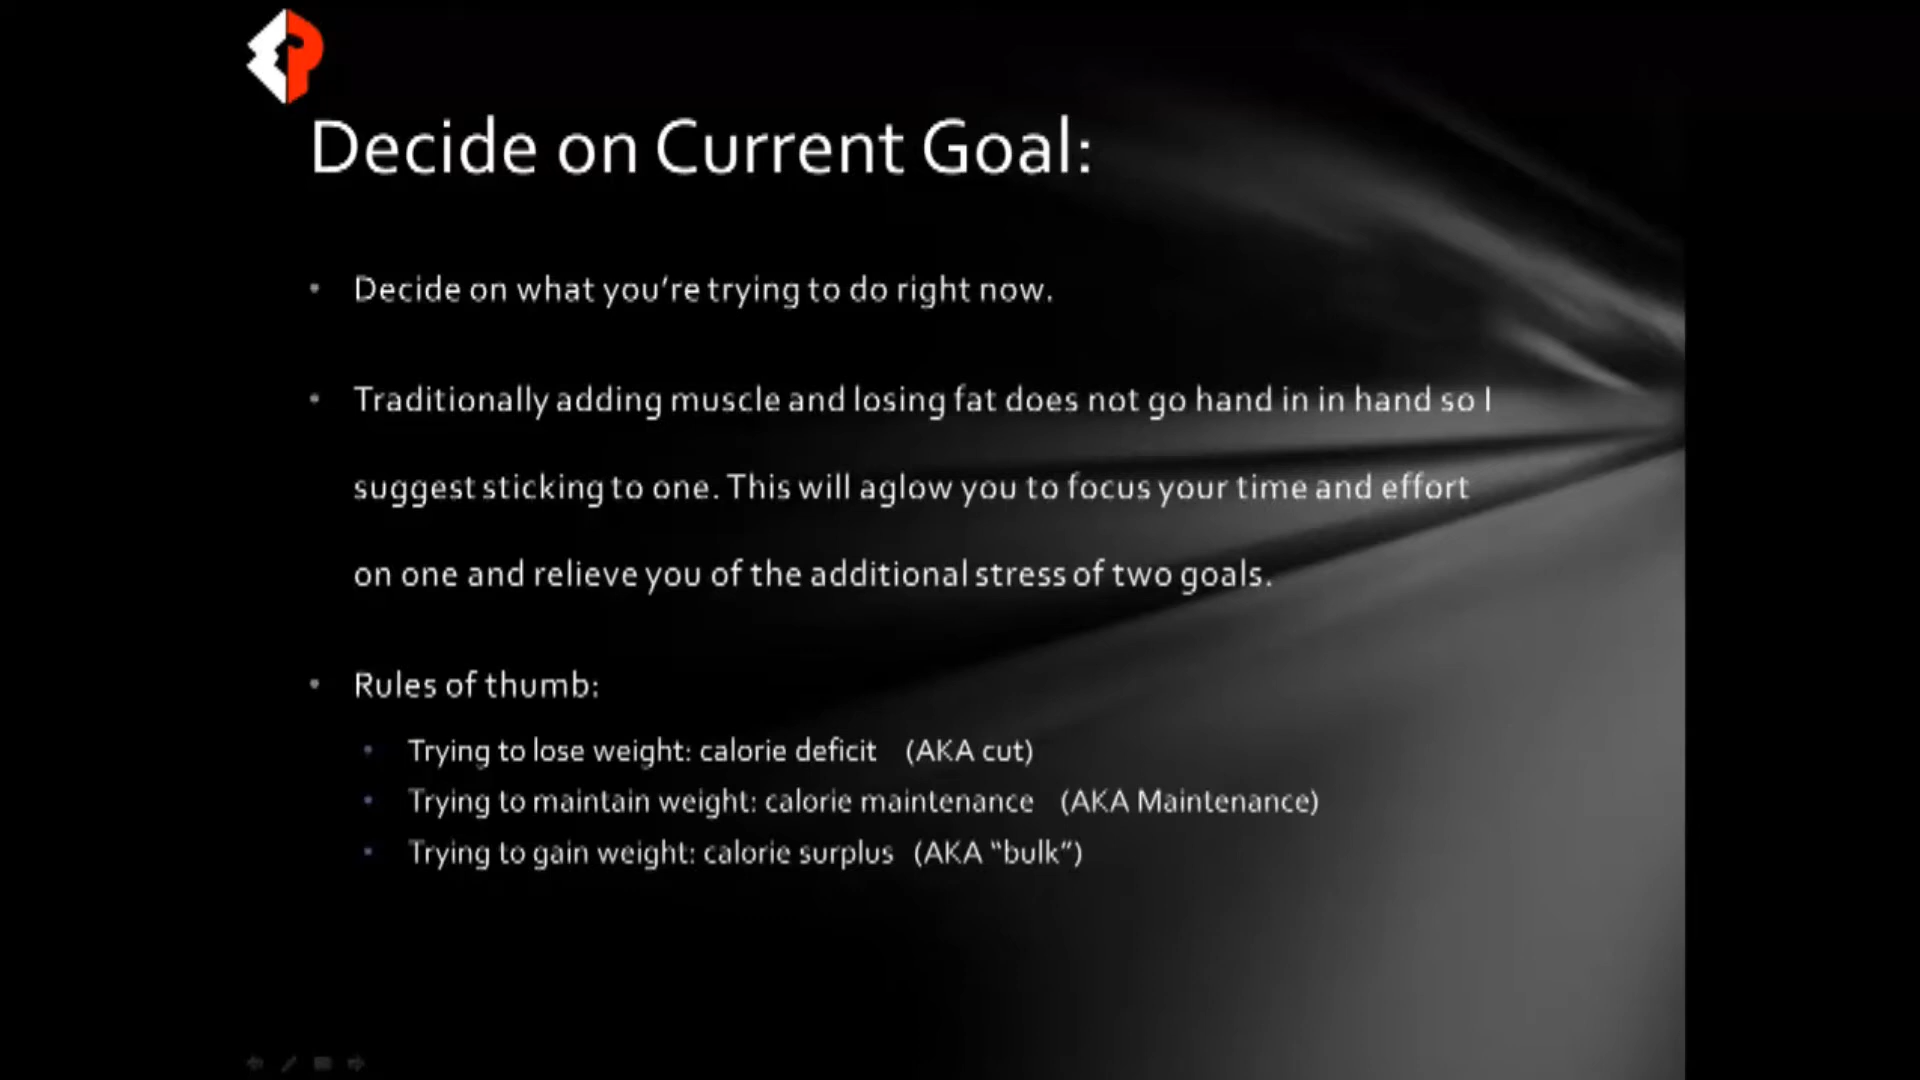 Decide on Current Goal:
• Decide on what you’re trying to do right now.
• Traditionally adding muscle and losing fat does not go hand in in hand so I
suggest sticking to one. This will aglow you to focus your time and effort
on one and relieve you of the additional stress of two goals.
• Rules of thumb:
• Trying to lose weight: calorie deficit (AKA cut)
• Trying to maintain weight: calorie maintenance (AKA Maintenance)
• Trying to gain weight: calorie surplus (AKA “bulk”)